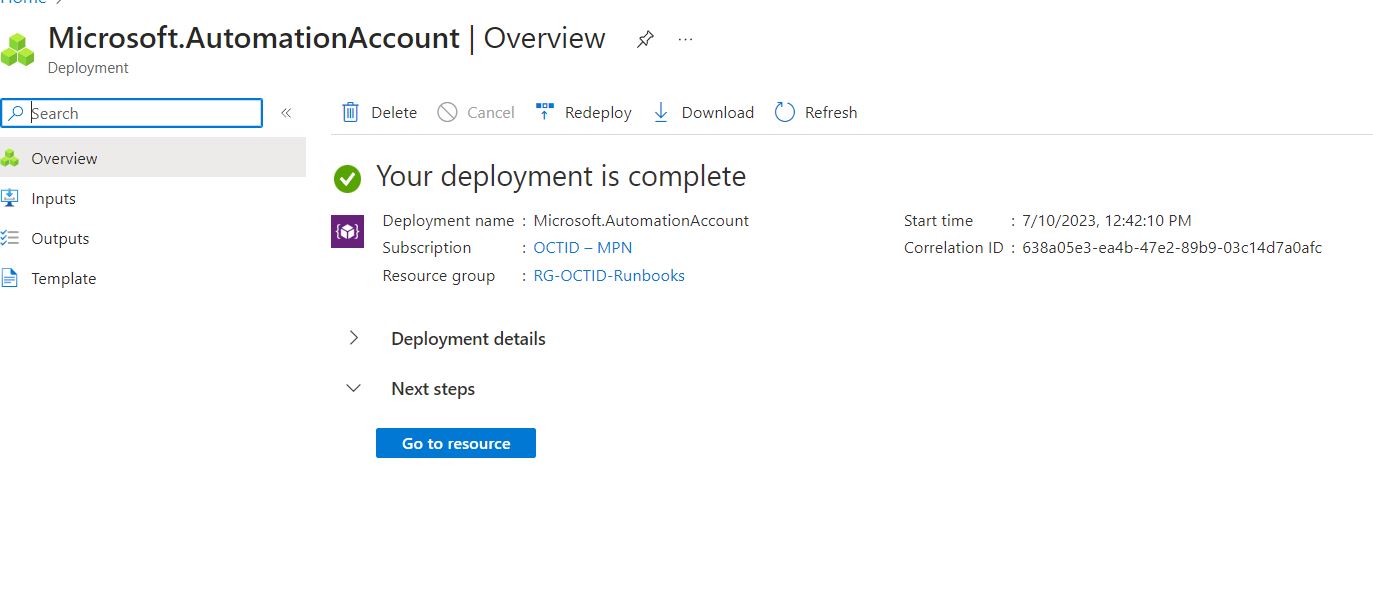 Home
Microsoft.AutomationAccount | Overview ...
Deployment
Search «
Delete Cancel Redeploy Download Refresh
Overview
Inputs
Outputs
Template
Your deployment is complete
Deployment name : Microsoft.AutomationAccount
Subscription : OCTID – MPN
Resource group : RG-OCTID-Runbooks
Start time : 7/10/2023, 12:42:10 PM
Correlation ID : 638a05e3-ea4b-47e2-89b9-03c14d7a0afc
Deployment details
Next steps
Go to resource